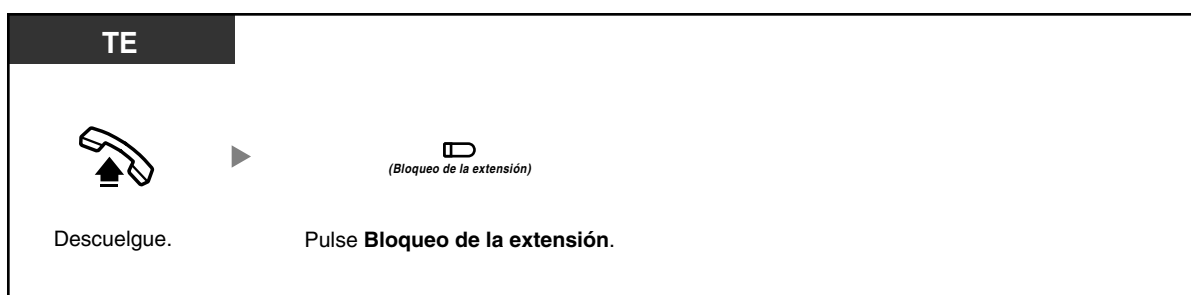 TE
(Bloqueo de la extensión)
Descuelgue.
Pulse Bloqueo de la extensión.